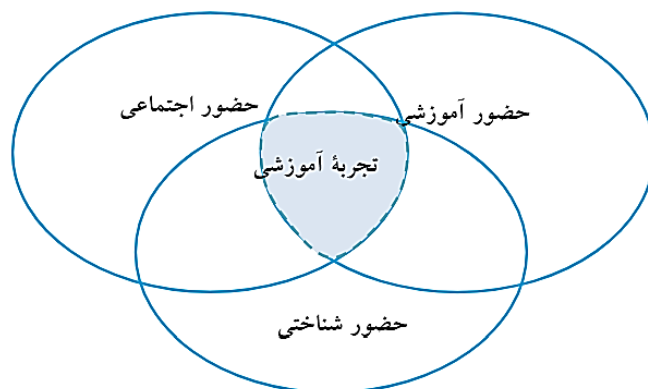 حضور آموزشی
حضور اجتماعی
تجربهٔ آموزشی
حضور شناختی